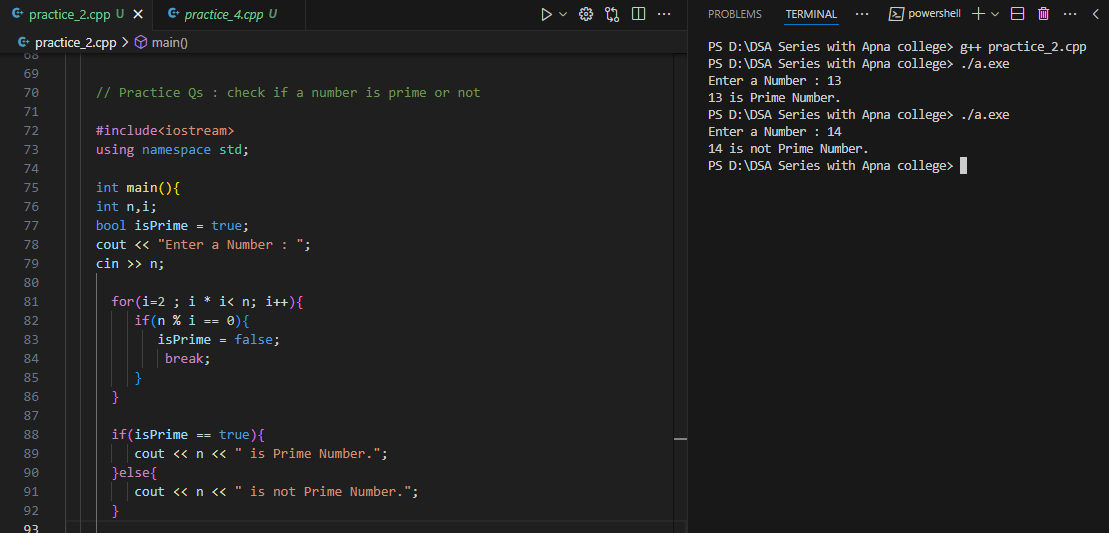 practice_2.cpp U
practice_4.cpp U
practice_2.cpp > main()
68
69
70 // Practice Qs : check if a number is prime or not
71
72 #include<iostream>
73 using namespace std;
74
75 int main(){
76 int n,i;
77 bool isPrime = true;
78 cout << "Enter a Number : ";
79 cin >> n;
80
81 for(i=2 ; i * i< n; i++){
82 if(n % i == 0){
83 isPrime = false;
84 break;
85 }
86 }
87
88 if(isPrime == true){
89 cout << n << " is Prime Number.";
90 }else{
91 cout << n << " is not Prime Number.";
92 }
93
PROBLEMS TERMINAL ... powershell
PS D:\DSA Series with Apna college> g++ practice_2.cpp
PS D:\DSA Series with Apna college> ./a.exe
Enter a Number : 13
13 is Prime Number.
PS D:\DSA Series with Apna college> ./a.exe
Enter a Number : 14
14 is not Prime Number.
PS D:\DSA Series with Apna college>